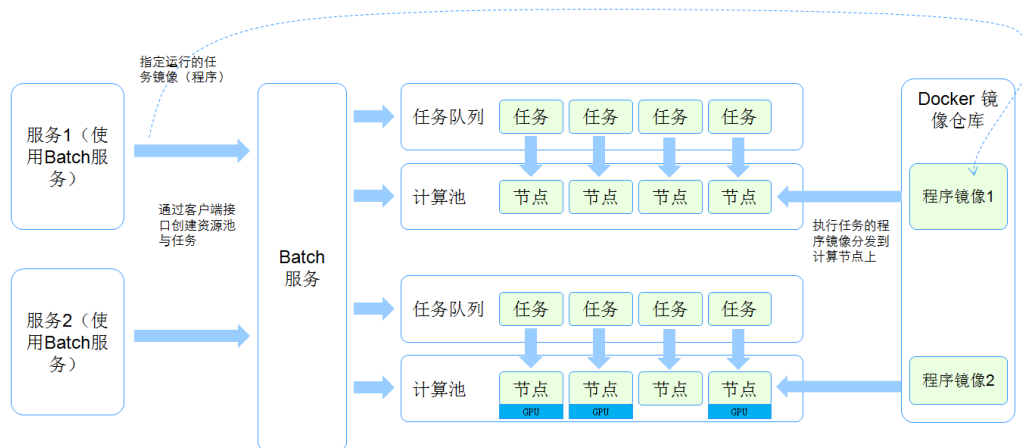 指定运行的任
务镜像（程序）
服务1（使
用Batch服
务）
通过客户端接
口创建资源池
与任务
服务2（使
用Batch服
务）
Batch
服务
任务队列
任务
任务
任务
任务
计算池
节点
节点
节点
节点
任务队列
任务
任务
任务
任务
计算池
节点
节点
节点
节点
GPU
GPU
GPU
执行任务的程
序镜像分发到
计算节点上
Docker 镜
像仓库
程序镜像1
程序镜像2